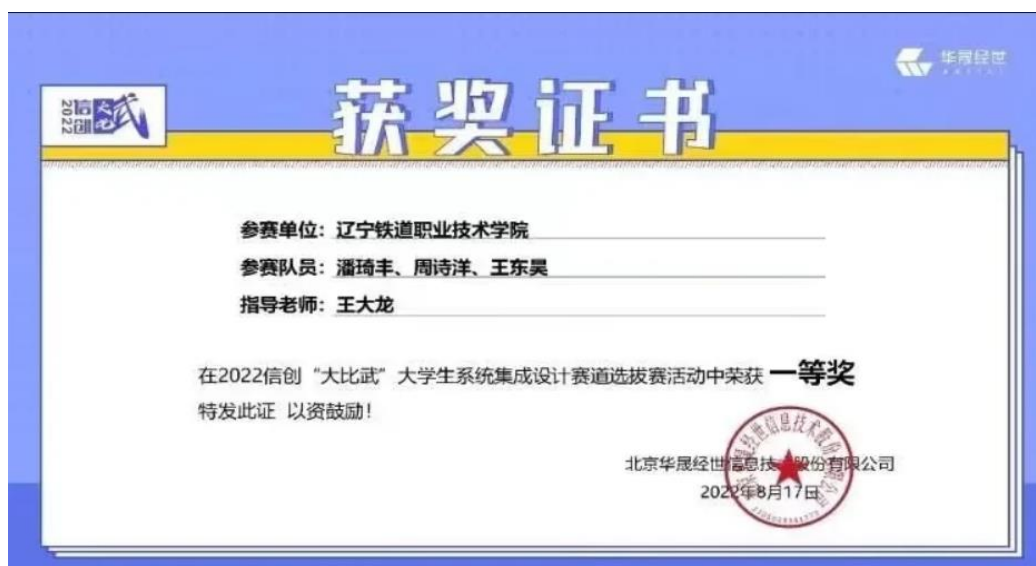 华晟经世
2022
信创
大比武
获奖证书
参赛单位：辽宁铁道职业技术学院
参赛队员：潘琦丰、周诗洋、王东昊
指导老师：王大龙
在2022信创“大比武”大学生系统集成设计赛道选拔赛活动中荣获 一等奖
特发此证 以资鼓励！
北京华晟经世信息技术股份有限公司
2022年8月17日